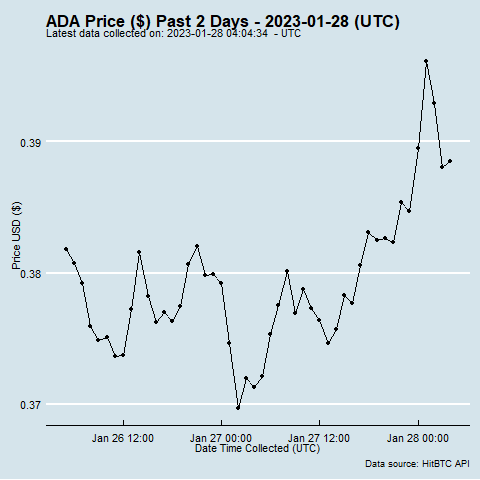 ADA Price ($) Past 2 Days - 2023-01-28 (UTC)
Latest data collected on: 2023-01-28 04:04:34 - UTC
Price USD ($)
0.39
0.38
0.37
Jan 26 12:00 Jan 27 00:00 Jan 27 12:00 Jan 28 00:00
Date Time Collected (UTC)
Data source: HitBTC API